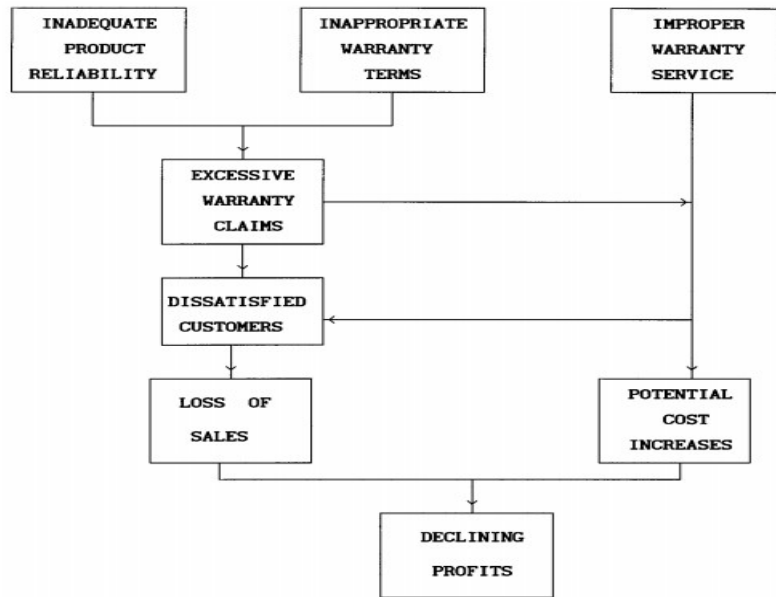 INADEQUATE
PRODUCT
RELIABILITY
INAPPROPRIATE
WARRANTY
TERMS
IMPROPER
WARRANTY
SERVICE
EXCESSIVE
WARRANTY
CLAIMS
DISSATISFIED
CUSTOMERS
LOSS OF
SALES
POTENTIAL
COST
INCREASES
DECLINING
PROFITS